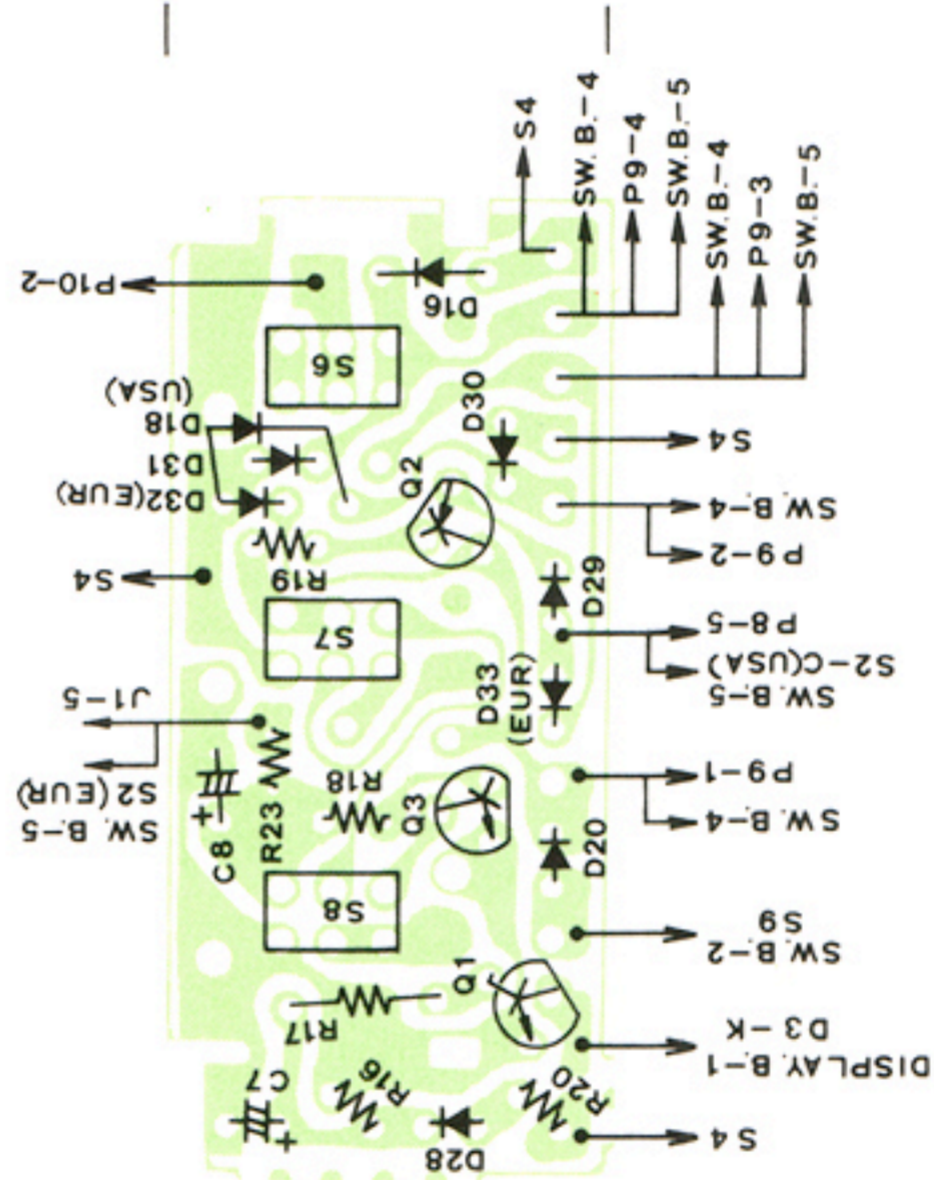 S4
SW. B.-4
P9-4
SW. B.-5
SW.B.-4
P9-3
SW.B.-5
P10-2
D16
S6
(USA)
D18
D31
D32(EUR)
D30
Q2
S4
SW. B-4
P9-2
R19
S4
D29
S7
P8-5
S2-C(USA)
SW. B-5
D33
(EUR)
J1-5
S2(EUR)
SW. B.-5
C8
R23
R18
Q3
P9-1
SW. B-4
D20
S8
S9
SW. B-2
Q1
R17
D3-K
DISPLAY. B-1
C7
R16
R20
D28
S4